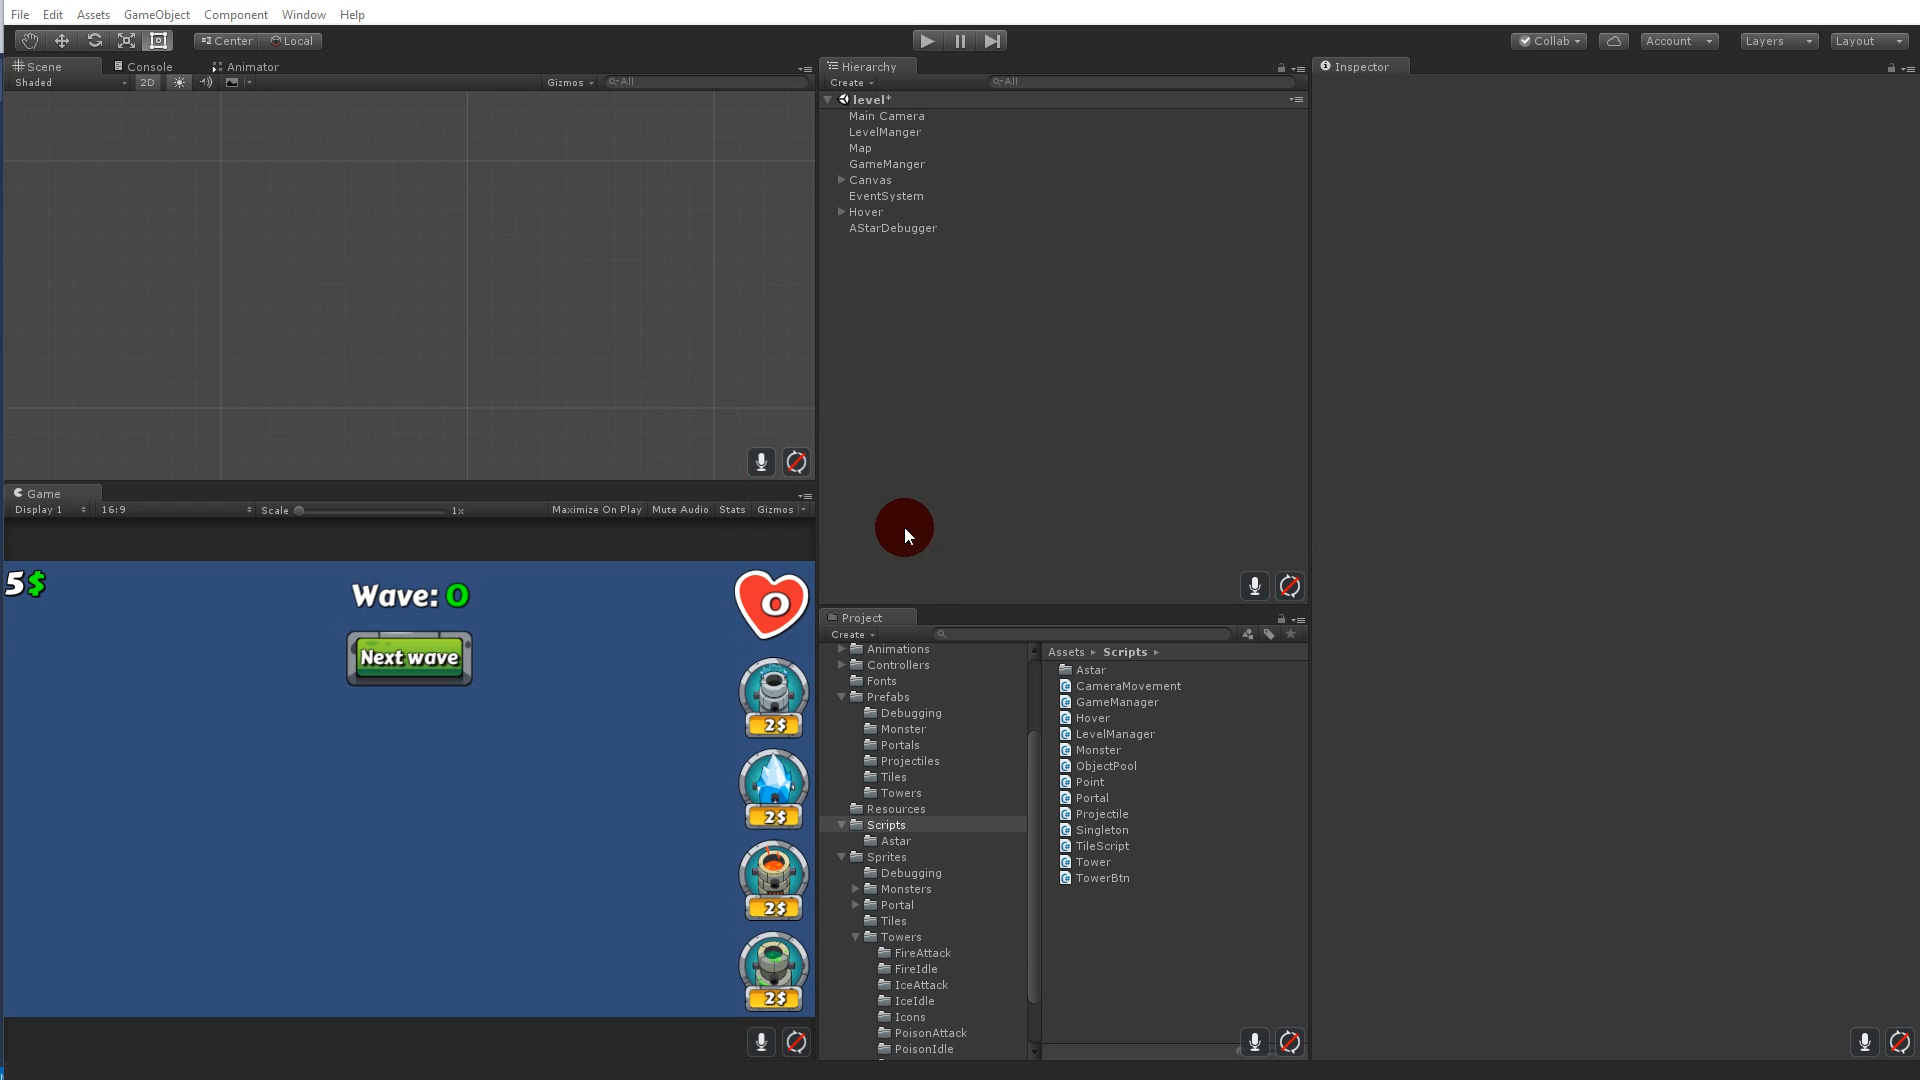 File Edit Assets GameObject Component Window Help
Center Local
Collab Account Layers Layout
Scene Console Animator
Shaded 2D Gizmos All
Hierarchy
Create All
level*
Main Camera
LevelManger
Map
GameManger
Canvas
EventSystem
Hover
AStarDebugger
Inspector
Game
Display 1 16:9 Scale 1x Maximize On Play Mute Audio Stats Gizmos
5$
Wave: 0
0
Next wave
2$
2$
2$
2$
Project
Create
Animations
Controllers
Fonts
Prefabs
Debugging
Monster
Portals
Projectiles
Tiles
Towers
Resources
Scripts
Astar
Sprites
Debugging
Monsters
Portal
Tiles
Towers
FireAttack
FireIdle
IceAttack
IceIdle
Icons
PoisonAttack
PoisonIdle
Assets Scripts
Astar
CameraMovement
GameManager
Hover
LevelManager
Monster
ObjectPool
Point
Portal
Projectile
Singleton
TileScript
Tower
TowerBtn